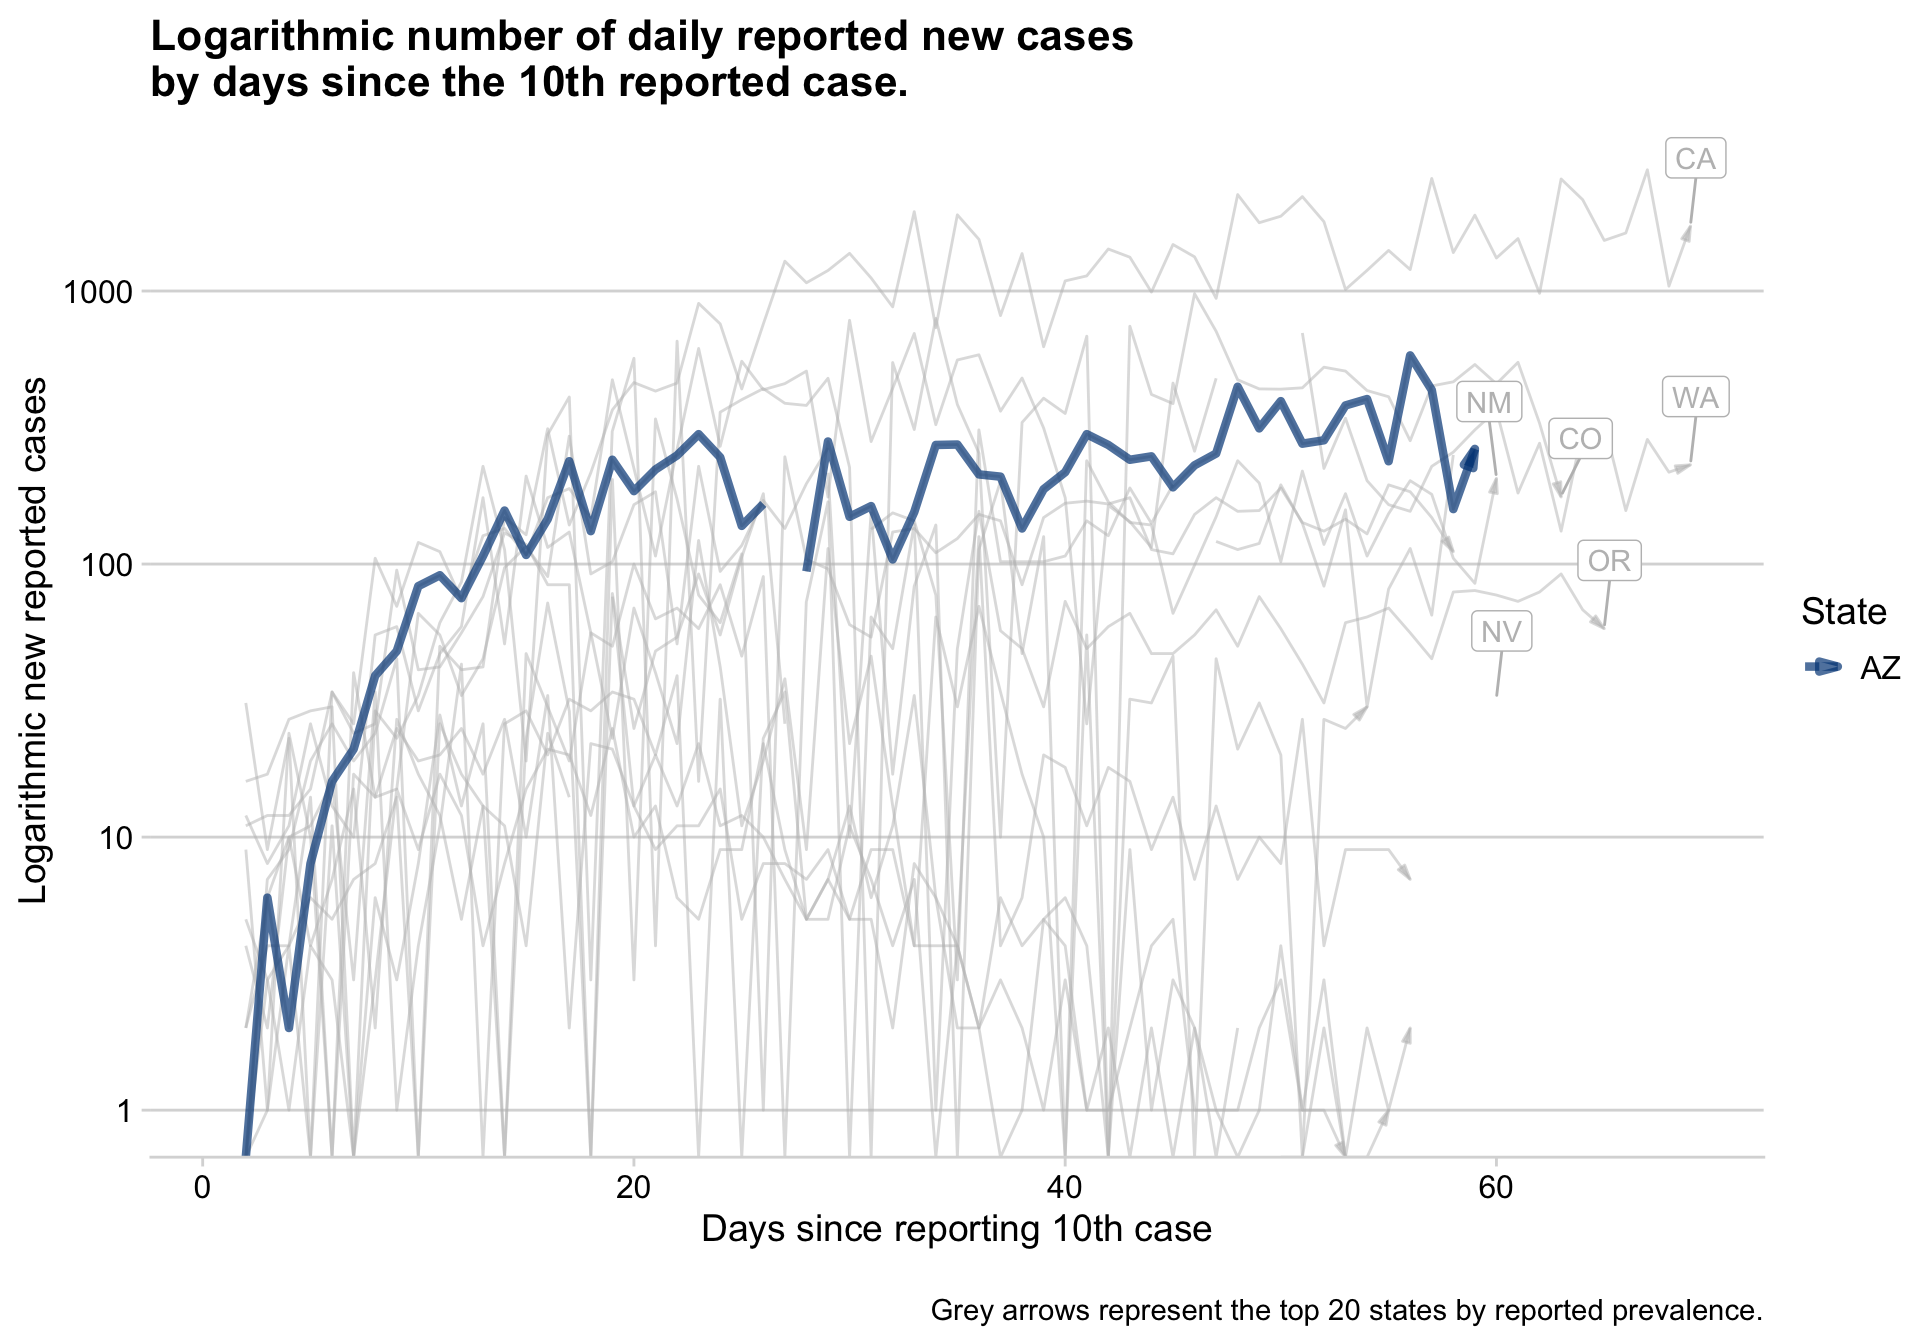 Logarithmic number of daily reported new cases
by days since the 10th reported case.
CA
WA
NM
CO
OR
NV
1000
100
10
1
Logarithmic new reported cases
0
20
40
60
Days since reporting 10th case
State
AZ
Grey arrows represent the top 20 states by reported prevalence.